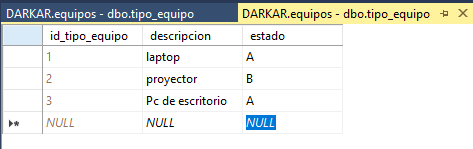 DARKAR.equipos - dbo.tipo_equipo DARKAR.equipos - dbo.tipo_equipo
id_tipo_equipo descripcion estado
1 laptop A
2 proyector B
3 Pc de escritorio A
NULL NULL NULL